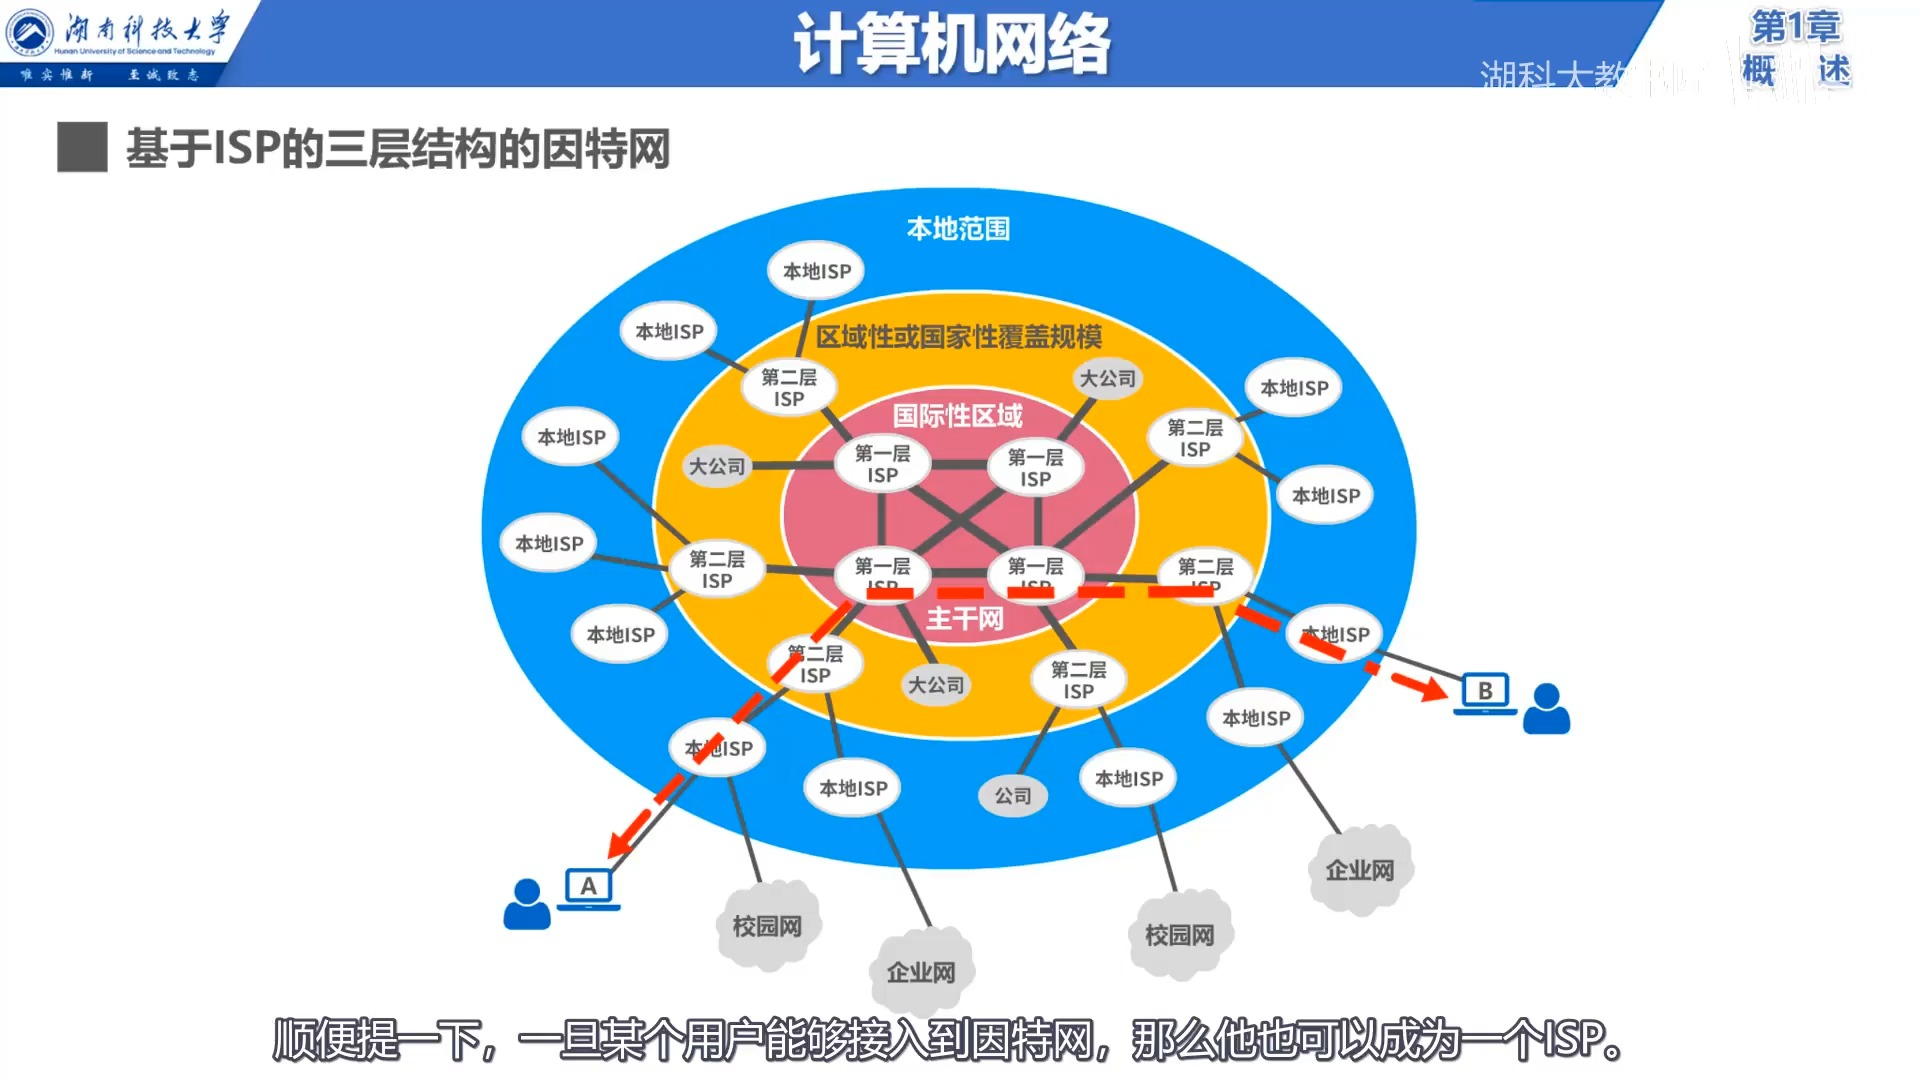 湖南科技大学
Hunan University of Science and Technology
唯实惟新 至诚致志
计算机网络
第1章
概 述
湖科大教书匠
基于ISP的三层结构的因特网
本地范围
本地ISP
本地ISP
区域性或国家性覆盖规模
第二层
ISP
大公司
本地ISP
国际性区域
第二层
ISP
本地ISP
大公司
第一层
ISP
第一层
ISP
本地ISP
本地ISP
第二层
ISP
第一层
ISP
第一层
ISP
第二层
ISP
主干网
本地ISP
本地ISP
第二层
ISP
大公司
第二层
ISP
B
本地ISP
本地ISP
本地ISP
公司
本地ISP
A
校园网
企业网
校园网
企业网
顺便提一下，一旦某个用户能够接入到因特网，那么他也可以成为一个ISP。